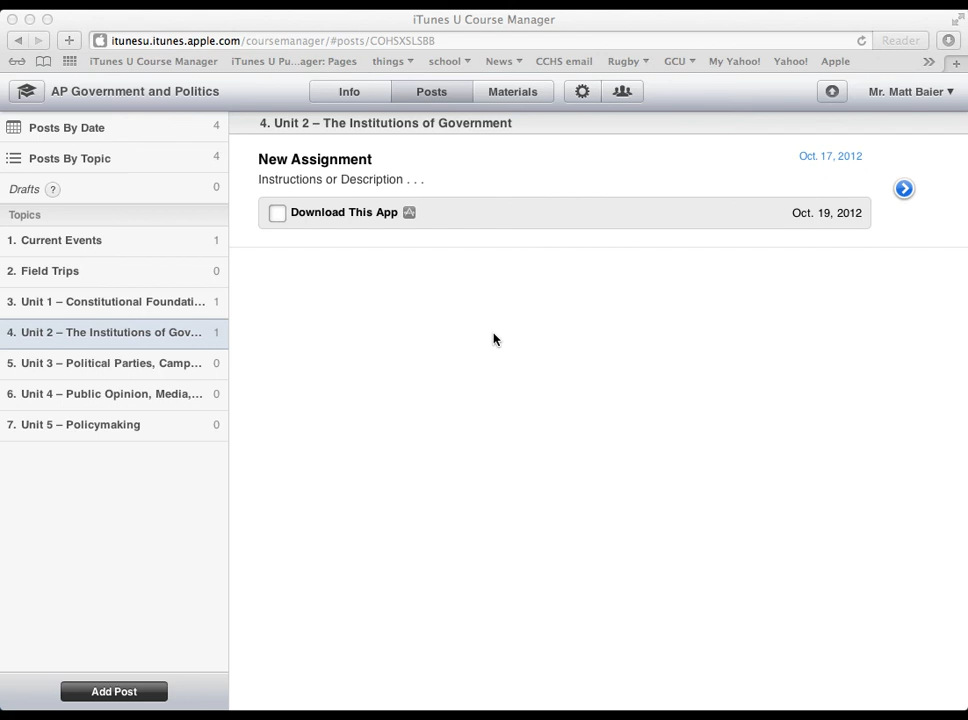 iTunes U Course Manager
itunesu.itunes.apple.com/coursemanager/#posts/COHSXSLSBB
Reader
iTunes U Course Manager iTunes U Pu...ager: Pages things ▾ school ▾ News ▾ CCHS email Rugby ▾ GCU ▾ My Yahoo! Yahoo! Apple
AP Government and Politics
Info
Posts
Materials
Mr. Matt Baier ▾
Posts By Date 4
Posts By Topic 4
Drafts ? 0
Topics
1. Current Events 1
2. Field Trips 0
3. Unit 1 – Constitutional Foundati... 1
4. Unit 2 – The Institutions of Gov... 1
5. Unit 3 – Political Parties, Camp... 0
6. Unit 4 – Public Opinion, Media,... 0
7. Unit 5 – Policymaking 0
Add Post
4. Unit 2 – The Institutions of Government
New Assignment Oct. 17, 2012
Instructions or Description . . .
Download This App Oct. 19, 2012